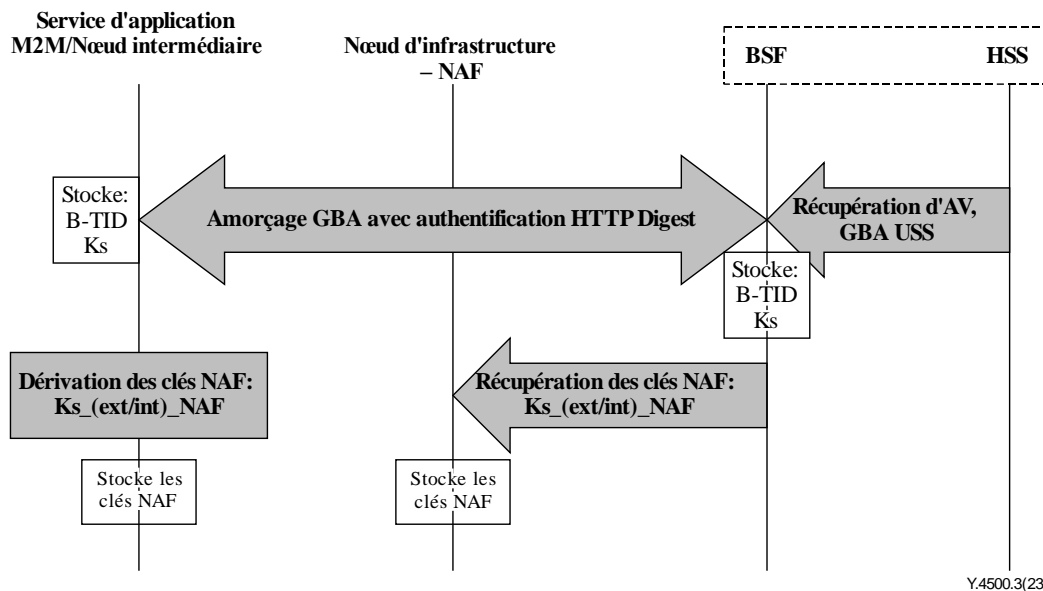 Service d'application
M2M/Nœud intermédiaire
Nœud d'infrastructure
– NAF
BSF
HSS
Stocke:
B-TID
Ks
Amorçage GBA avec authentification HTTP Digest
Récupération d'AV,
GBA USS
Stocke:
B-TID
Ks
Dérivation des clés NAF:
Ks_(ext/int)_NAF
Récupération des clés NAF:
Ks_(ext/int)_NAF
Stocke les
clés NAF
Stocke les
clés NAF
Y.4500.3(23